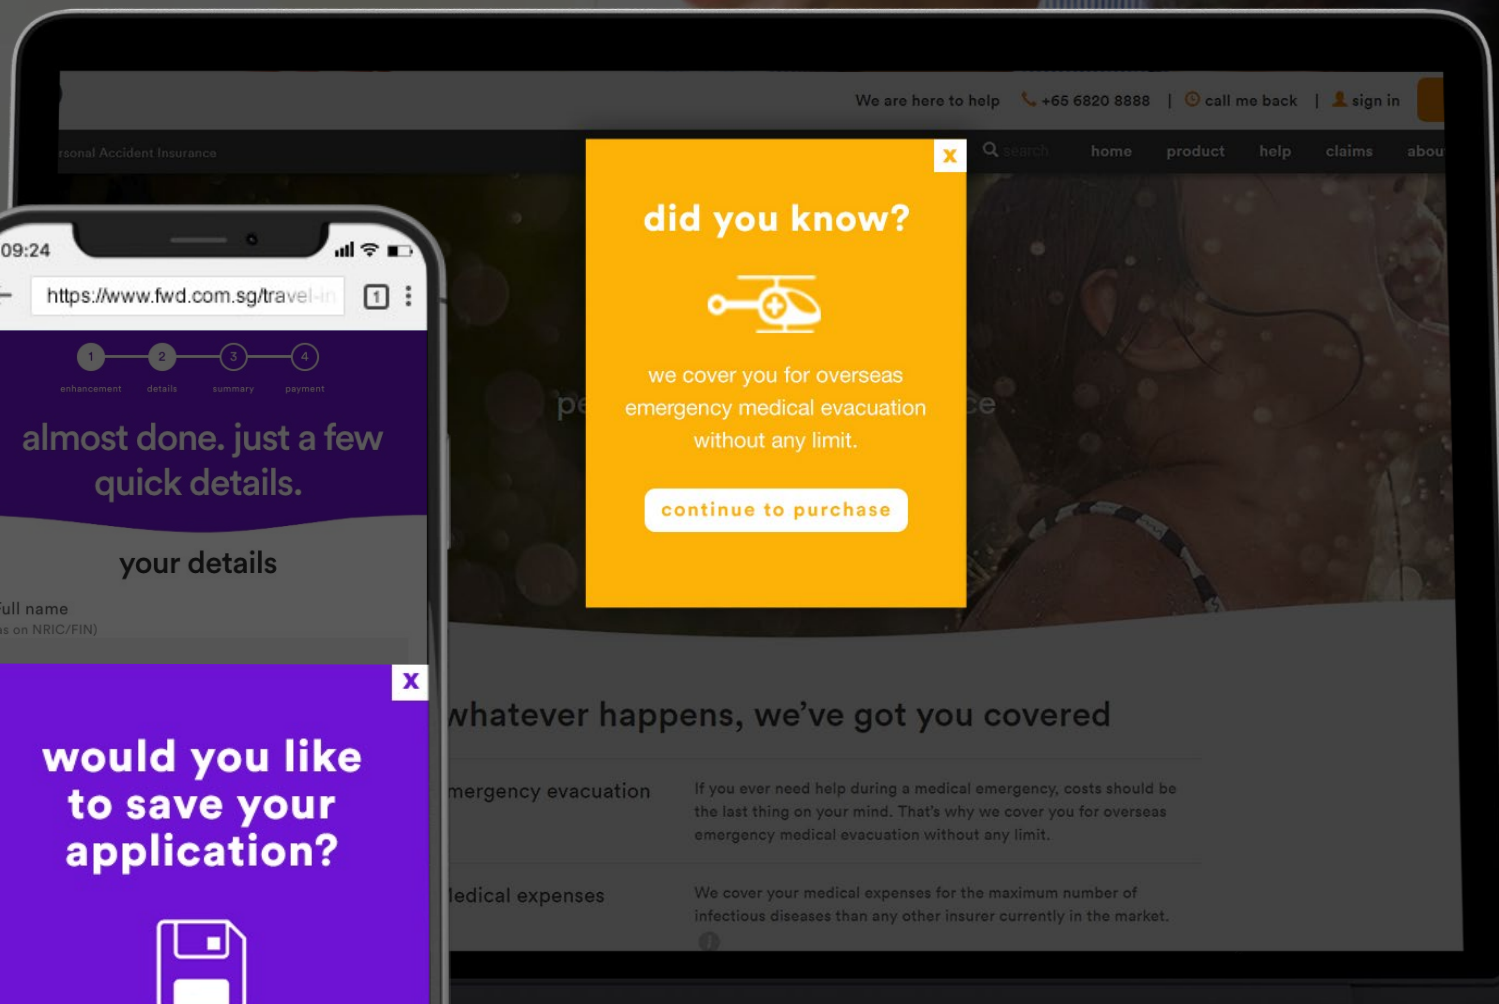 We are here to help +65 6820 8888 | call me back | sign in
Accident Insurance
search home product help claims
X
did you know?
we cover you for overseas
emergency medical evacuation
without any limit.
continue to purchase
whatever happens, we've got you covered
evacuation
If you ever need help during a medical emergency, costs should be
the last thing on your mind. That's why we cover you for overseas
emergency medical evacuation without any limit.
expenses
We cover your medical expenses for the maximum number of
infectious diseases than any other insurer currently in the market.
i
09:24
https://www.fwd.com.sg/travel-in
1
1 2 3 4
enhancement details summary payment
almost done. just a few
quick details.
your details
Full name
on NRIC/FIN)
X
would you like
to save your
application?